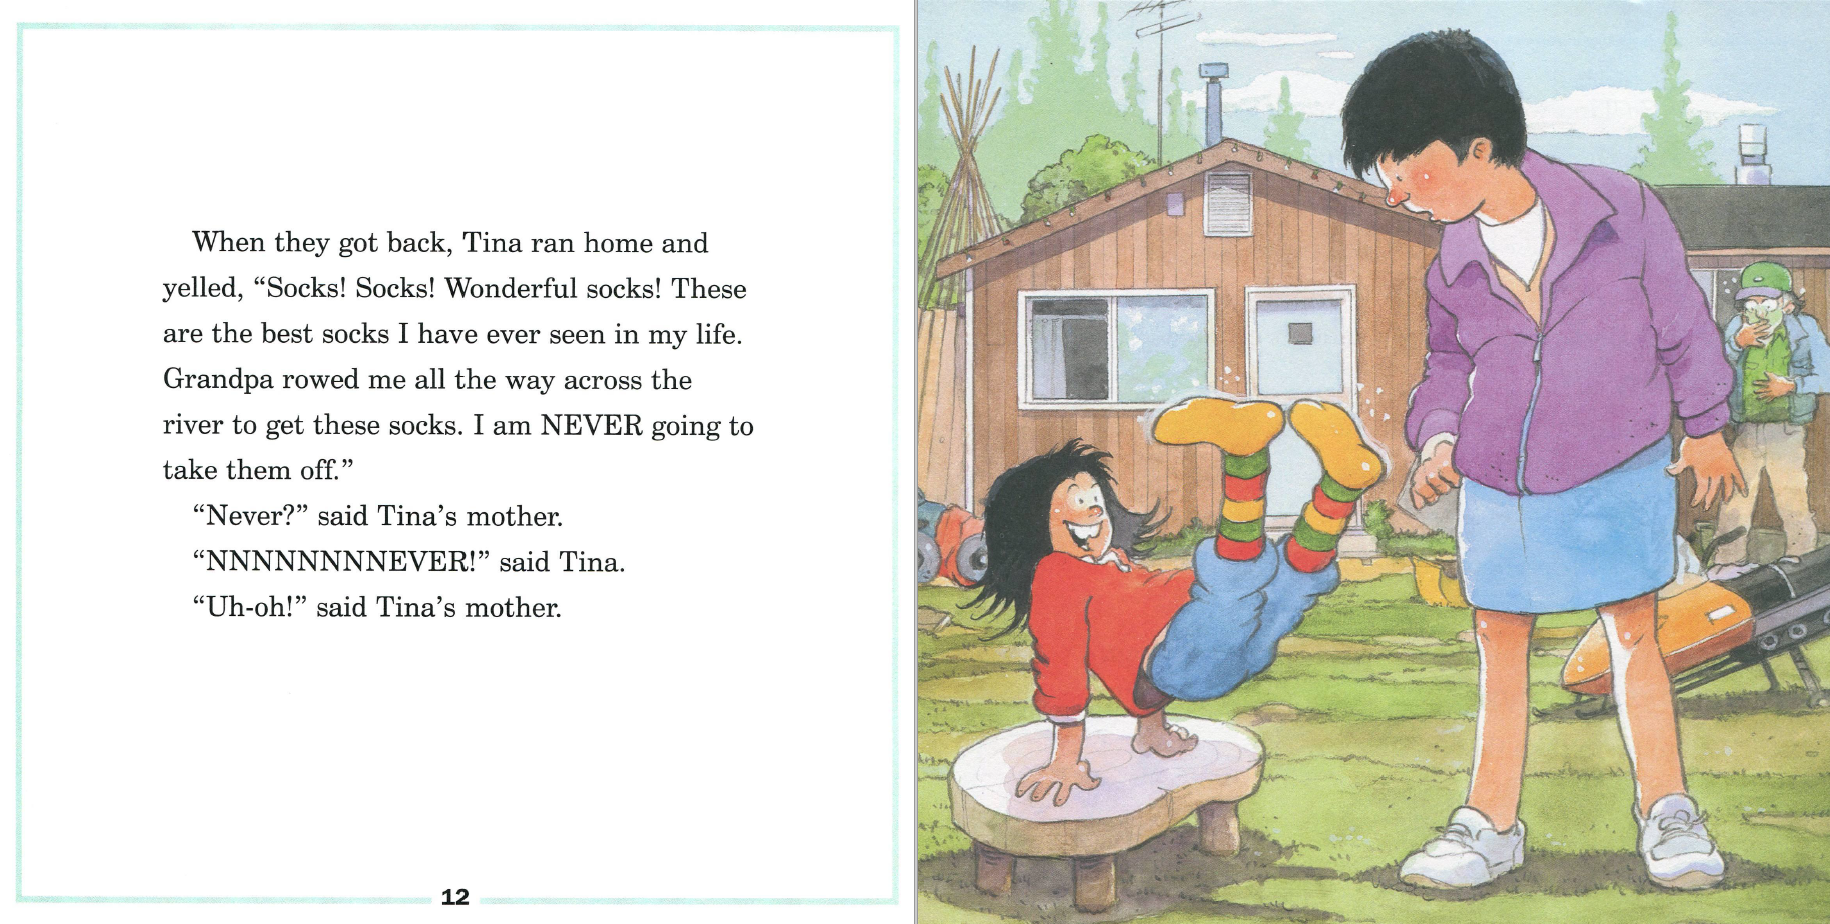 When they got back, Tina ran home and
yelled, “Socks! Socks! Wonderful socks! These
are the best socks I have ever seen in my life.
Grandpa rowed me all the way across the
river to get these socks. I am NEVER going to
take them off.”
“Never?” said Tina’s mother.
“NNNNNNNNEVER!” said Tina.
“Uh-oh!” said Tina’s mother.
12